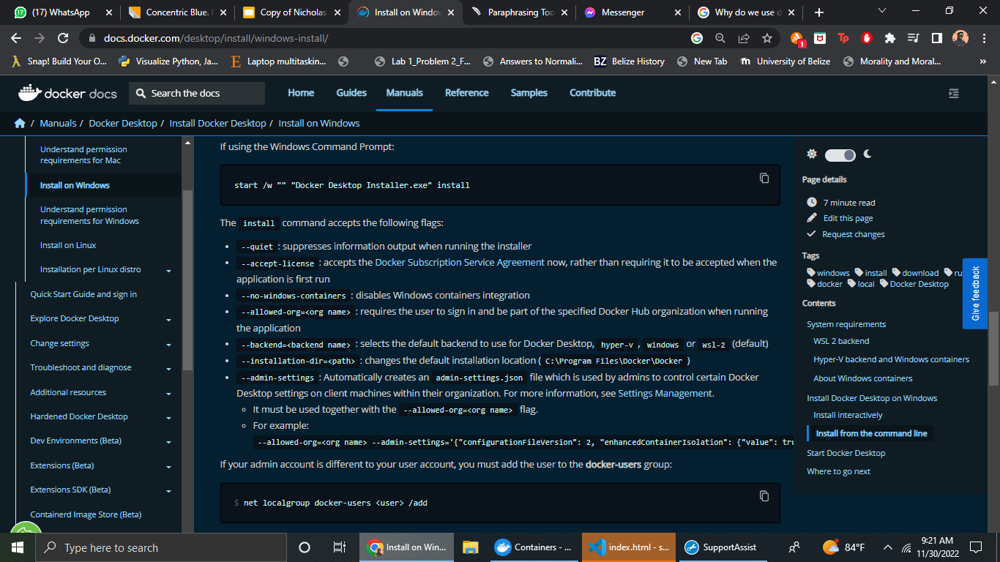 (17) WhatsApp
Concentric Blue.
Copy of Nicholas
Install on Window
Paraphrasing Too
Messenger
Why do we use d
docs.docker.com/desktop/install/windows-install/
1
Tp
Snap! Build Your O...
Visualize Python, Ja...
Laptop multitaskin...
Lab 1_Problem 2_F...
Answers to Normali...
BZ Belize History
New Tab
University of Belize
Morality and Moral...
»
docker docs
Search the docs
Home
Guides
Manuals
Reference
Samples
Contribute
/ Manuals / Docker Desktop / Install Docker Desktop / Install on Windows
Understand permission
requirements for Mac
Install on Windows
Understand permission
requirements for Windows
Install on Linux
Installation per Linux distro
Quick Start Guide and sign in
Explore Docker Desktop
Change settings
Troubleshoot and diagnose
Additional resources
Hardened Docker Desktop
Dev Environments (Beta)
Extensions (Beta)
Extensions SDK (Beta)
Containerd Image Store (Beta)
If using the Windows Command Prompt:
start /w "" "Docker Desktop Installer.exe" install
The install command accepts the following flags:
• --quiet : suppresses information output when running the installer
• --accept-license : accepts the Docker Subscription Service Agreement now, rather than requiring it to be accepted when the
application is first run
• --no-windows-containers : disables Windows containers integration
• --allowed-org=<org name> : requires the user to sign in and be part of the specified Docker Hub organization when running
the application
• --backend=<backend name> : selects the default backend to use for Docker Desktop, hyper-v , windows or wsl-2 (default)
• --installation-dir=<path> : changes the default installation location ( C:\Program Files\Docker\Docker )
• --admin-settings : Automatically creates an admin-settings.json file which is used by admins to control certain Docker
Desktop settings on client machines within their organization. For more information, see Settings Management.
◦ It must be used together with the --allowed-org=<org name> flag.
◦ For example:
--allowed-org=<org name> --admin-settings='{"configurationFileVersion": 2, "enhancedContainerIsolation": {"value": tru
If your admin account is different to your user account, you must add the user to the docker-users group:
$ net localgroup docker-users <user> /add
Page details
7 minute read
Edit this page
Request changes
Tags
windows install download ru
docker local Docker Desktop
Give feedback
Contents
System requirements
WSL 2 backend
Hyper-V backend and Windows containers
About Windows containers
Install Docker Desktop on Windows
Install interactively
Install from the command line
Start Docker Desktop
Where to go next
Type here to search
Install on Win...
Containers - ...
index.html - s...
SupportAssist
84°F
9:21 AM
11/30/2022